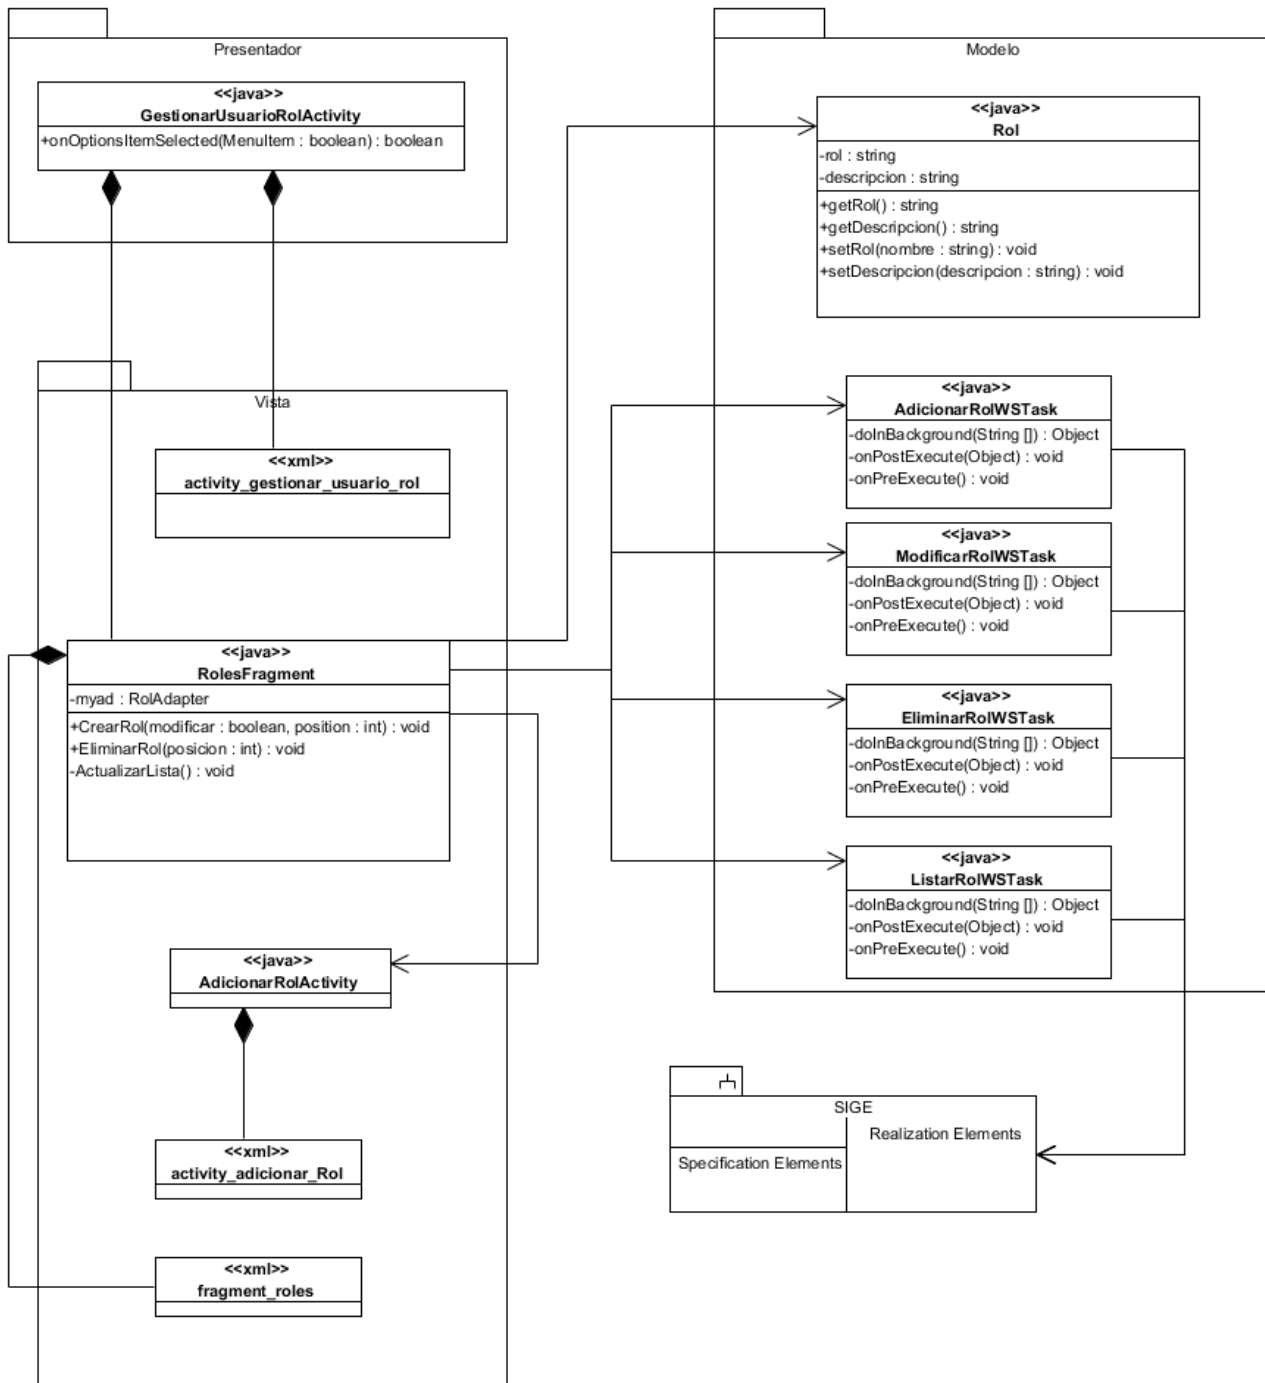 Presentador
<<java>>
GestionarUsuarioRolActivity
+onOptionsItemSelected(MenuItem : boolean) : boolean
Vista
<<xml>>
activity_gestionar_usuario_rol
<<java>>
RolesFragment
-myad : RolAdapter
+CrearRol(modificar : boolean, position : int) : void
+EliminarRol(posicion : int) : void
-ActualizarLista() : void
<<java>>
AdicionarRolActivity
<<xml>>
activity_adicionar_Rol
<<xml>>
fragment_roles
Modelo
<<java>>
Rol
-rol : string
-descripcion : string
+getRol() : string
+getDescripcion() : string
+setRol(nombre : string) : void
+setDescripcion(descripcion : string) : void
<<java>>
AdicionarRolWSTask
-doInBackground(String []) : Object
-onPostExecute(Object) : void
-onPreExecute() : void
<<java>>
ModificarRolWSTask
-doInBackground(String []) : Object
-onPostExecute(Object) : void
-onPreExecute() : void
<<java>>
EliminarRolWSTask
-doInBackground(String []) : Object
-onPostExecute(Object) : void
-onPreExecute() : void
<<java>>
ListarRolWSTask
-doInBackground(String []) : Object
-onPostExecute(Object) : void
-onPreExecute() : void
SIGE
Realization Elements
Specification Elements